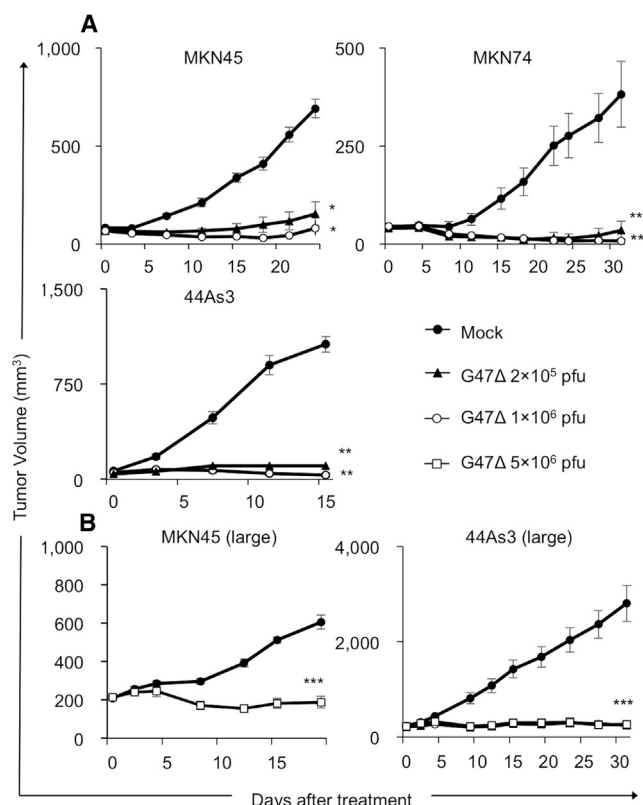 A
MKN45
1,000
500
0
*
*
0 5 10 15 20
MKN74
500
250
0
**
**
0 5 10 15 20 25 30
44As3
1,500
750
0
**
**
0 5 10 15
Mock
G47Δ 2×10⁵ pfu
G47Δ 1×10⁶ pfu
G47Δ 5×10⁶ pfu
Tumor Volume (mm³)
B
MKN45 (large)
1,000
800
600
400
200
0
***
0 5 10 15 20
44As3 (large)
4,000
2,000
0
***
0 5 10 15 20 25 30
Days after treatment